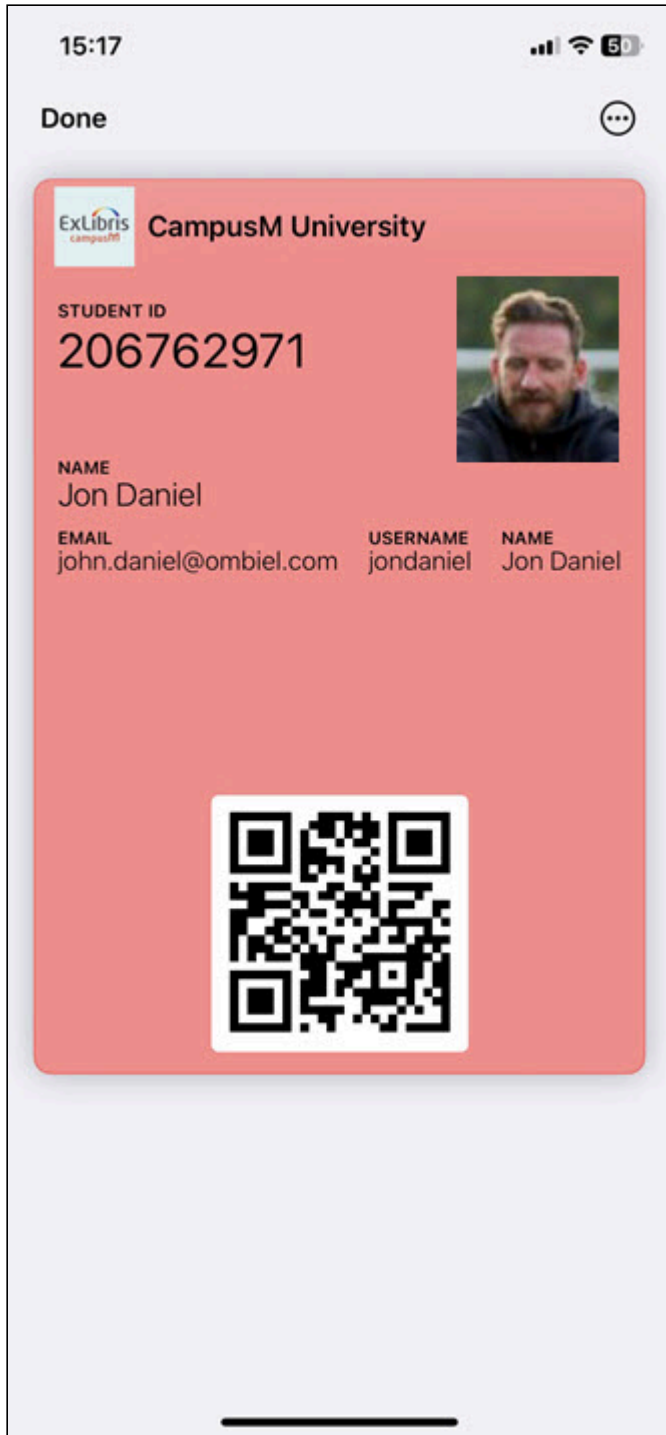 15:17
50
Done
ExLibris
campusM
CampusM University
STUDENT ID
206762971
NAME
Jon Daniel
EMAIL USERNAME NAME
john.daniel@ombiel.com jondaniel Jon Daniel